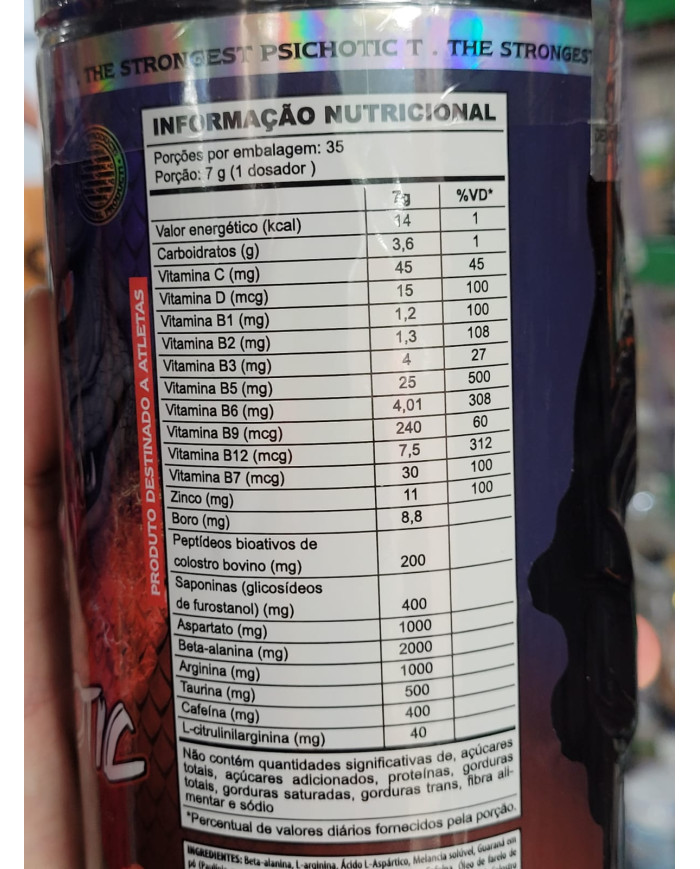 . THE STRONGEST PSICHOTIC T . THE STRONGEST
INFORMAÇÃO NUTRICIONAL
Porções por embalagem: 35
Porção: 7 g (1 dosador )
7g %VD*
Valor energético (kcal) 14 1
Carboidratos (g) 3,6 1
Vitamina C (mg) 45 45
Vitamina D (mcg) 15 100
Vitamina B1 (mg) 1,2 100
Vitamina B2 (mg) 1,3 108
Vitamina B3 (mg) 4 27
Vitamina B5 (mg) 25 500
Vitamina B6 (mg) 4,01 308
Vitamina B9 (mcg) 240 60
Vitamina B12 (mcg) 7,5 312
Vitamina B7 (mcg) 30 100
Zinco (mg) 11 100
Boro (mg) 8,8
Peptídeos bioativos de
colostro bovino (mg) 200
Saponinas (glicosídeos
de furostanol) (mg) 400
Aspartato (mg) 1000
Beta-alanina (mg) 2000
Arginina (mg) 1000
Taurina (mg) 500
Cafeína (mg) 400
L-citrulinilarginina (mg) 40
Não contém quantidades significativas de, açúcares
totais, açúcares adicionados, proteínas, gorduras
totais, gorduras saturadas, gorduras trans, fibra ali-
mentar e sódio
*Percentual de valores diários fornecidos pela porção.
INGREDIENTES: Beta-alanina, L-arginina, Ácido L-Aspártico, Melancia solúvel, Guaraná em
pó
Óleo de farelo de
PRODUTO DESTINADO A ATLETAS
TIC